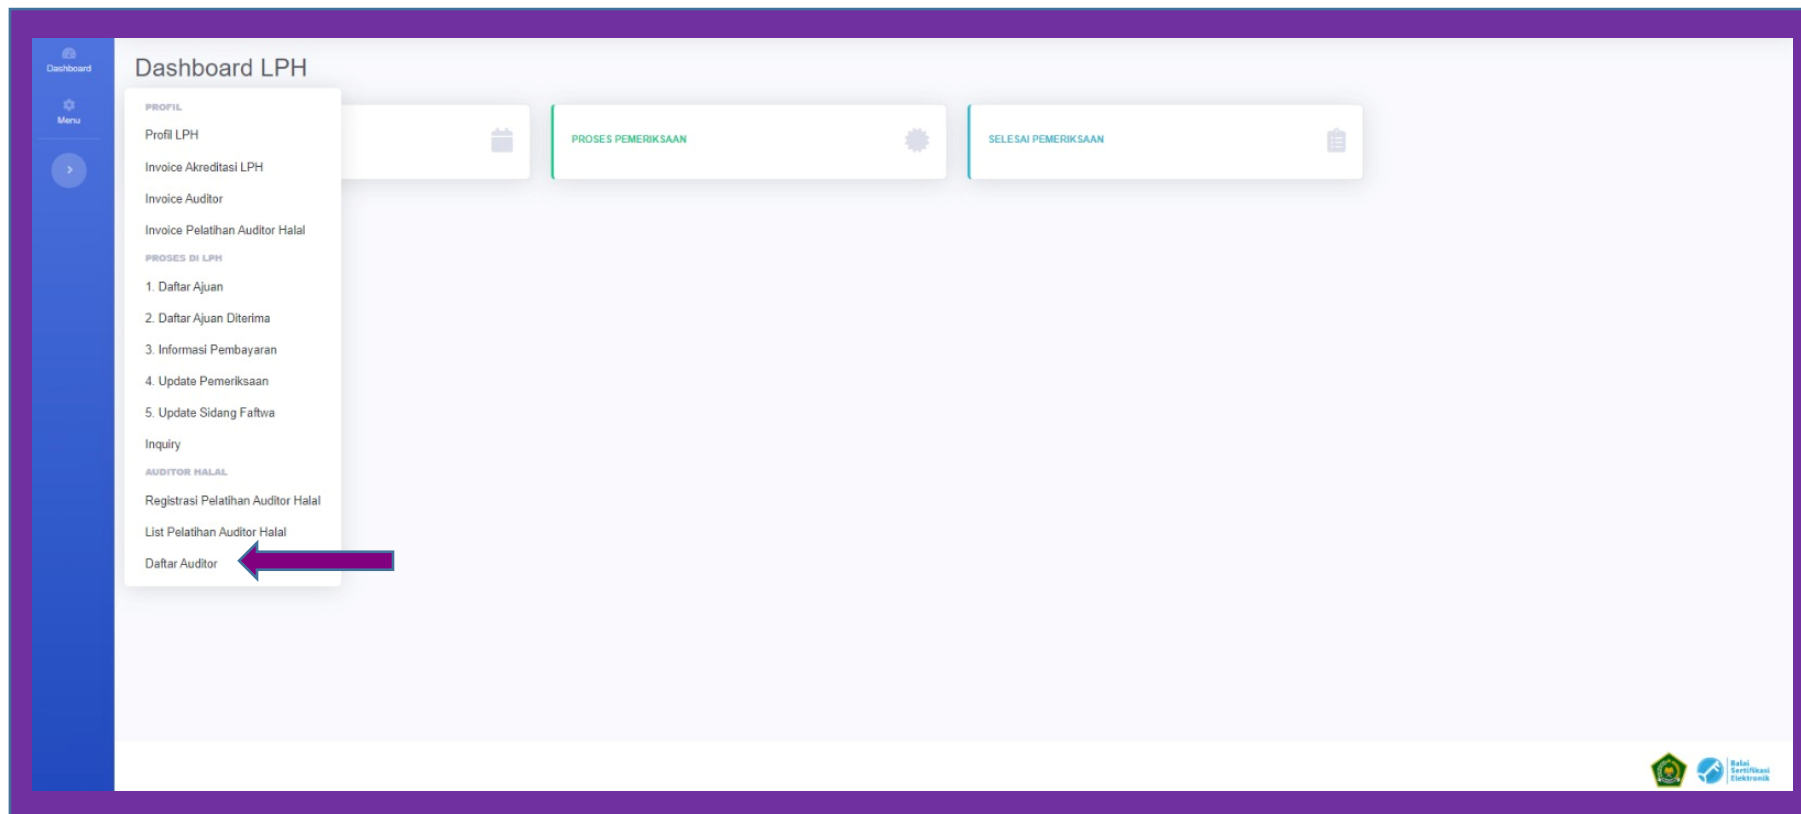 Dashboard
Menu
Dashboard LPH
PROFIL
Profil LPH
Invoice Akreditasi LPH
Invoice Auditor
Invoice Pelatihan Auditor Halal
PROSES DI LPH
1. Daftar Ajuan
2. Daftar Ajuan Diterima
3. Informasi Pembayaran
4. Update Pemeriksaan
5. Update Sidang Faftwa
Inquiry
AUDITOR HALAL
Registrasi Pelatihan Auditor Halal
List Pelatihan Auditor Halal
Daftar Auditor
PROSES PEMERIKSAAN
SELESAI PEMERIKSAAN
Balai
Sertifikasi
Elektronik